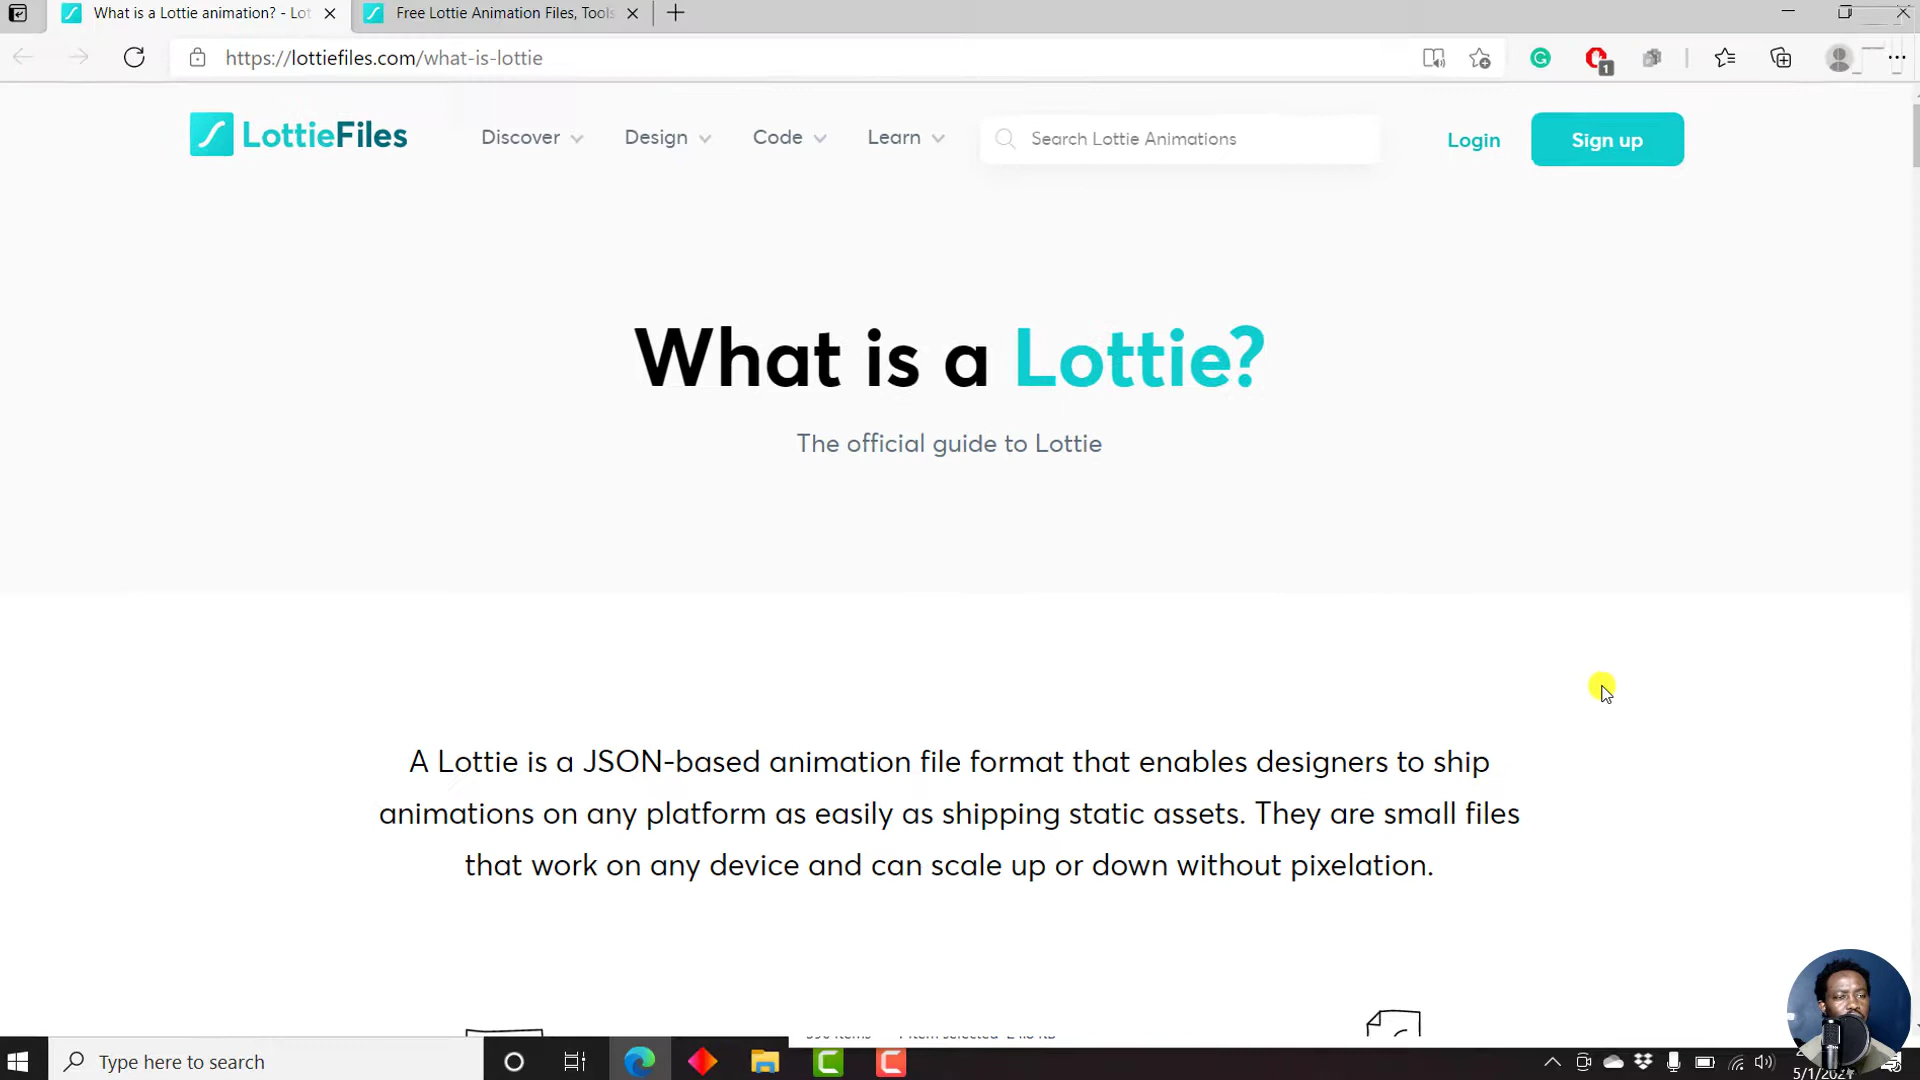 What is a Lottie animation? - Lot
Free Lottie Animation Files, Tools
https://lottiefiles.com/what-is-lottie
1
LottieFiles
Discover
Design
Code
Learn
Search Lottie Animations
Login
Sign up
What is a Lottie?
The official guide to Lottie
A Lottie is a JSON-based animation file format that enables designers to ship
animations on any platform as easily as shipping static assets. They are small files
that work on any device and can scale up or down without pixelation.
Type here to search